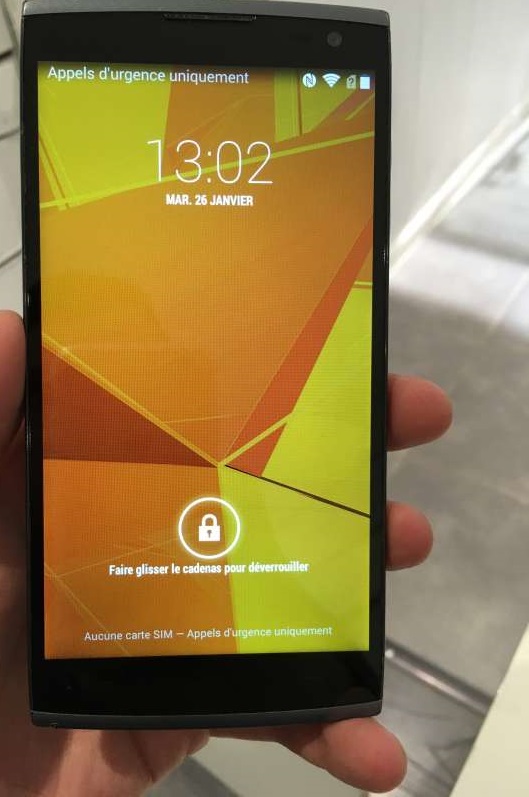 Appels d'urgence uniquement
13:02
MAR. 26 JANVIER
Faire glisser le cadenas pour déverrouiller
Aucune carte SIM — Appels d'urgence uniquement